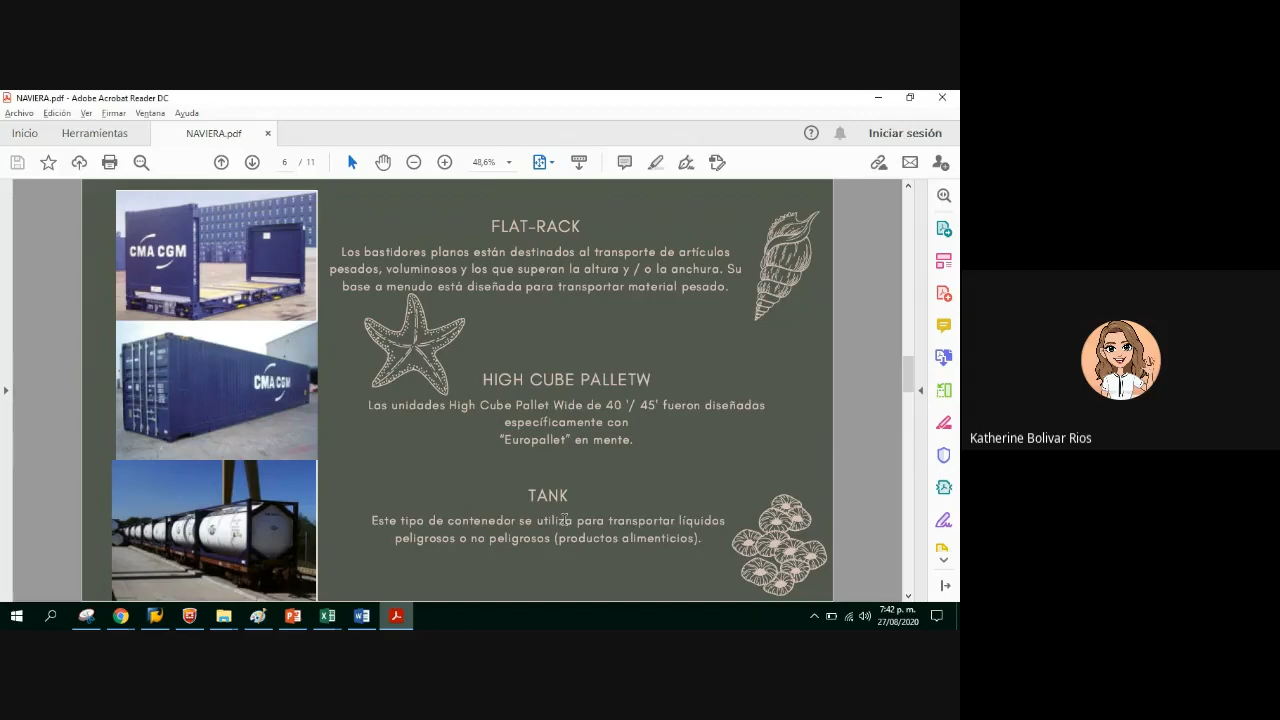 NAVIERA.pdf - Adobe Acrobat Reader DC
Archivo Edición Ver Firmar Ventana Ayuda
Inicio Herramientas NAVIERA.pdf × Iniciar sesión
6 / 11 48,6%
FLAT-RACK
Los bastidores planos están destinados al transporte de artículos
pesados, voluminosos y los que superan la altura y / o la anchura. Su
base a menudo está diseñada para transportar material pesado.
CMA CGM
HIGH CUBE PALLETW
Las unidades High Cube Pallet Wide de 40 '/ 45' fueron diseñadas
específicamente con
“Europallet” en mente.
CMA CGM
TANK
Este tipo de contenedor se utiliza para transportar líquidos
peligrosos o no peligrosos (productos alimenticios).
Katherine Bolivar Rios
7:42 p. m.
27/08/2020